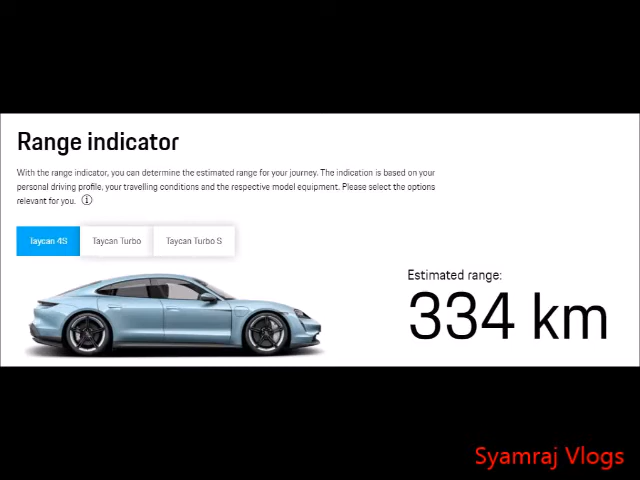 Range indicator
With the range indicator, you can determine the estimated range for your journey. The indication is based on your
personal driving profile, your travelling conditions and the respective model equipment. Please select the options
relevant for you.
Taycan 4S Taycan Turbo Taycan Turbo S
Estimated range:
334 km
Syamraj Vlogs